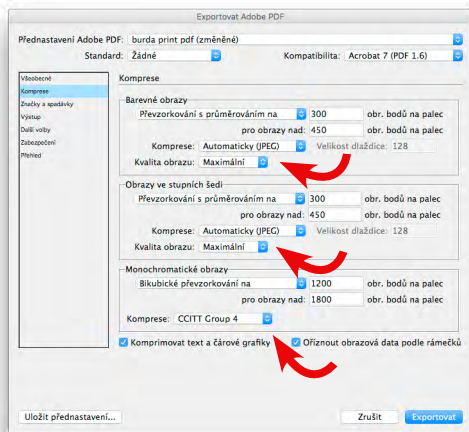 Exportovat Adobe PDF
Přednastavení Adobe PDF: burda print pdf (změněné)
Standard: Žádné Kompatibilita: Acrobat 7 (PDF 1.6)
Všeobecné
Komprese
Značky a spadávky
Výstup
Další volby
Zabezpečení
Přehled
Komprese
Barevné obrazy
Převzorkování s průměrováním na 300 obr. bodů na palec
pro obrazy nad: 450 obr. bodů na palec
Komprese: Automaticky (JPEG) Velikost dlaždice: 128
Kvalita obrazu: Maximální
Obrazy ve stupních šedi
Převzorkování s průměrováním na 300 obr. bodů na palec
pro obrazy nad: 450 obr. bodů na palec
Komprese: Automaticky (JPEG) Velikost dlaždice: 128
Kvalita obrazu: Maximální
Monochromatické obrazy
Bikubické převzorkování na 1200 obr. bodů na palec
pro obrazy nad: 1800 obr. bodů na palec
Komprese: CCITT Group 4
Komprimovat text a čárové grafiky Oříznout obrazová data podle rámečků
Uložit přednastavení... Zrušit Exportovat